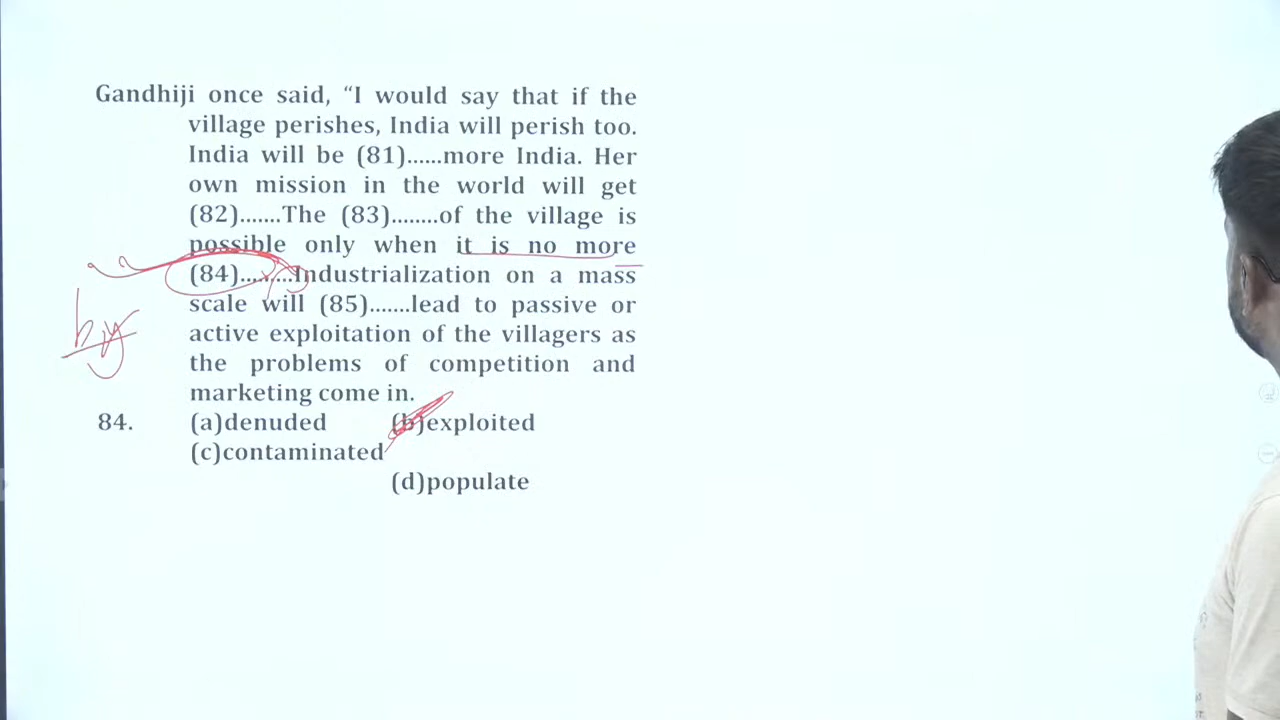 Gandhiji once said, “I would say that if the
village perishes, India will perish too.
India will be (81)......more India. Her
own mission in the world will get
(82).......The (83)........of the village is
possible only when it is no more
(84).........Industrialization on a mass
scale will (85).......lead to passive or
active exploitation of the villagers as
the problems of competition and
marketing come in.
by
84. (a)denuded (b)exploited
(c)contaminated
(d)populate